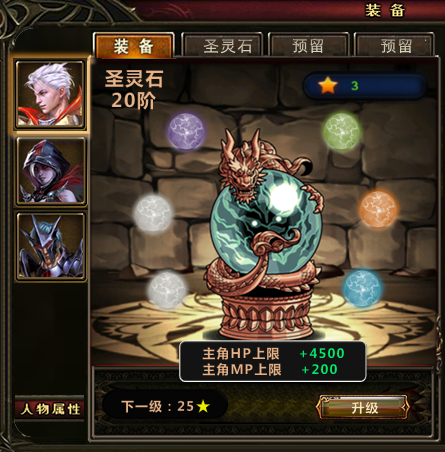 装 备
装 备
圣灵石
预留
预留
圣灵石
20阶
3
主角HP上限 +4500
主角MP上限 +200
人物属性
下一级：25★
升级